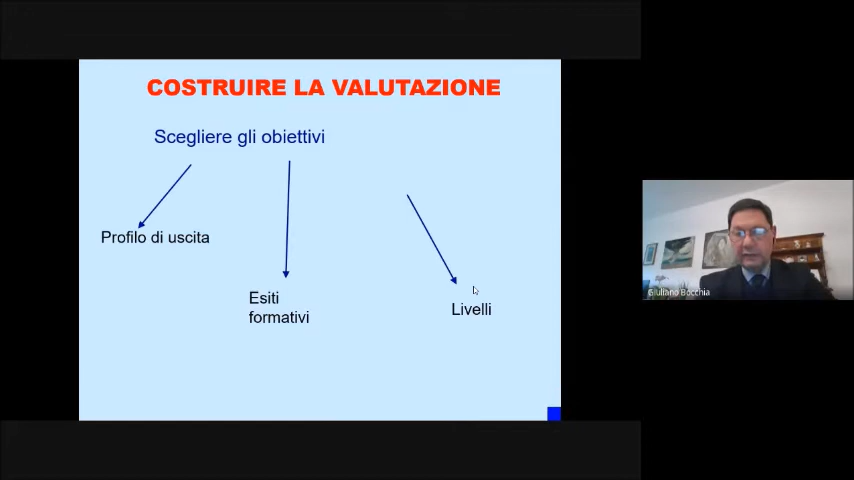 COSTRUIRE LA VALUTAZIONE
Scegliere gli obiettivi
Profilo di uscita
Esiti
formativi
Livelli
Giuliano Bocchia